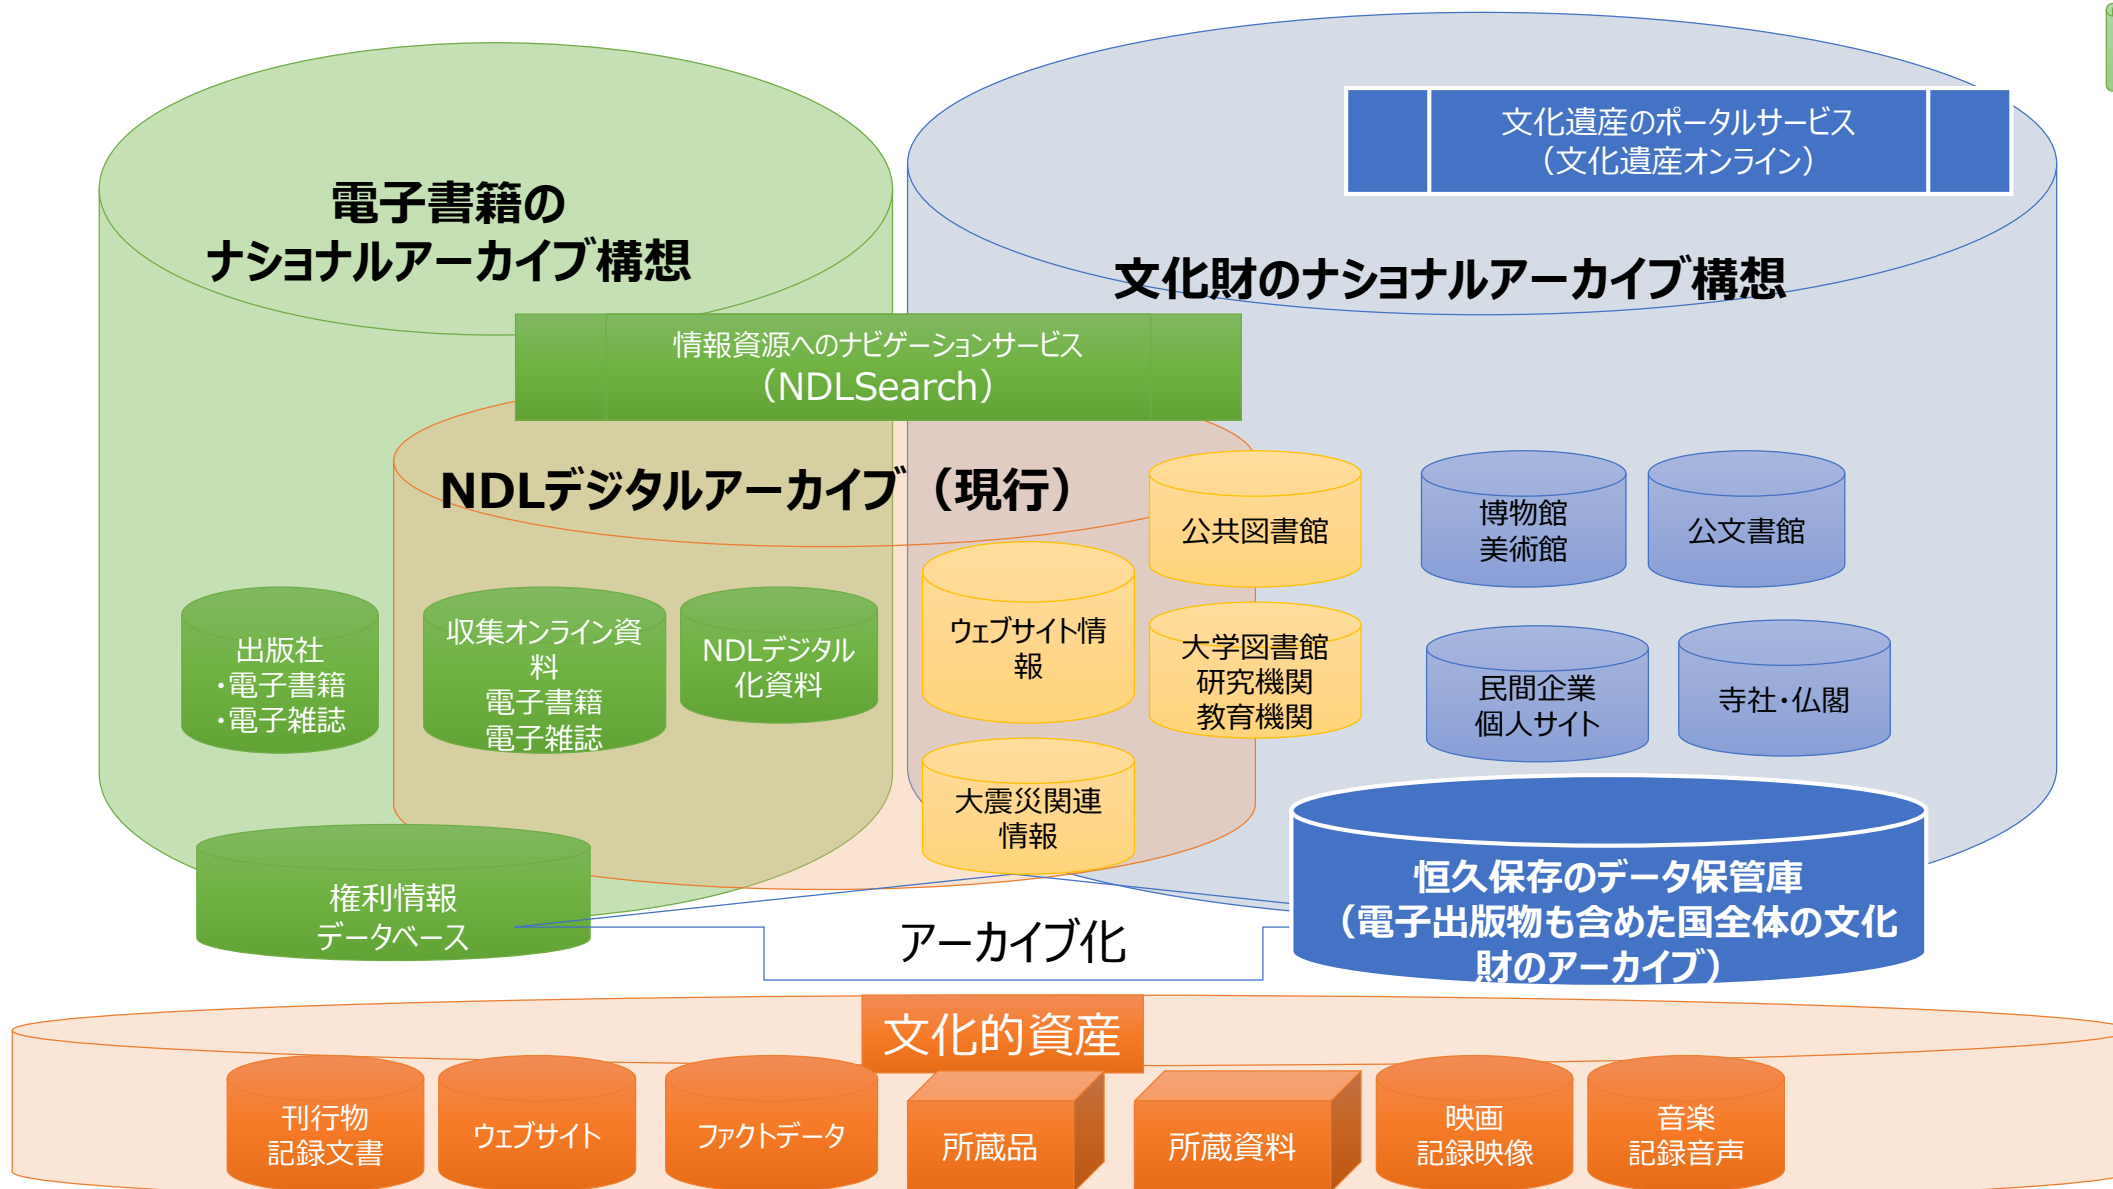 文化遺産のポータルサービス
（文化遺産オンライン）
電子書籍の
ナショナルアーカイブ構想
文化財のナショナルアーカイブ構想
情報資源へのナビゲーションサービス
（NDLSearch）
NDLデジタルアーカイブ（現行）
公共図書館
博物館
美術館
公文書館
出版社
・電子書籍
・電子雑誌
収集オンライン資
料
電子書籍
電子雑誌
NDLデジタル
化資料
ウェブサイト情
報
大学図書館
研究機関
教育機関
民間企業
個人サイト
寺社・仏閣
大震災関連
情報
権利情報
データベース
恒久保存のデータ保管庫
（電子出版物も含めた国全体の文化
財のアーカイブ）
アーカイブ化
文化的資産
刊行物
記録文書
ウェブサイト
ファクトデータ
所蔵品
所蔵資料
映画
記録映像
音楽
記録音声